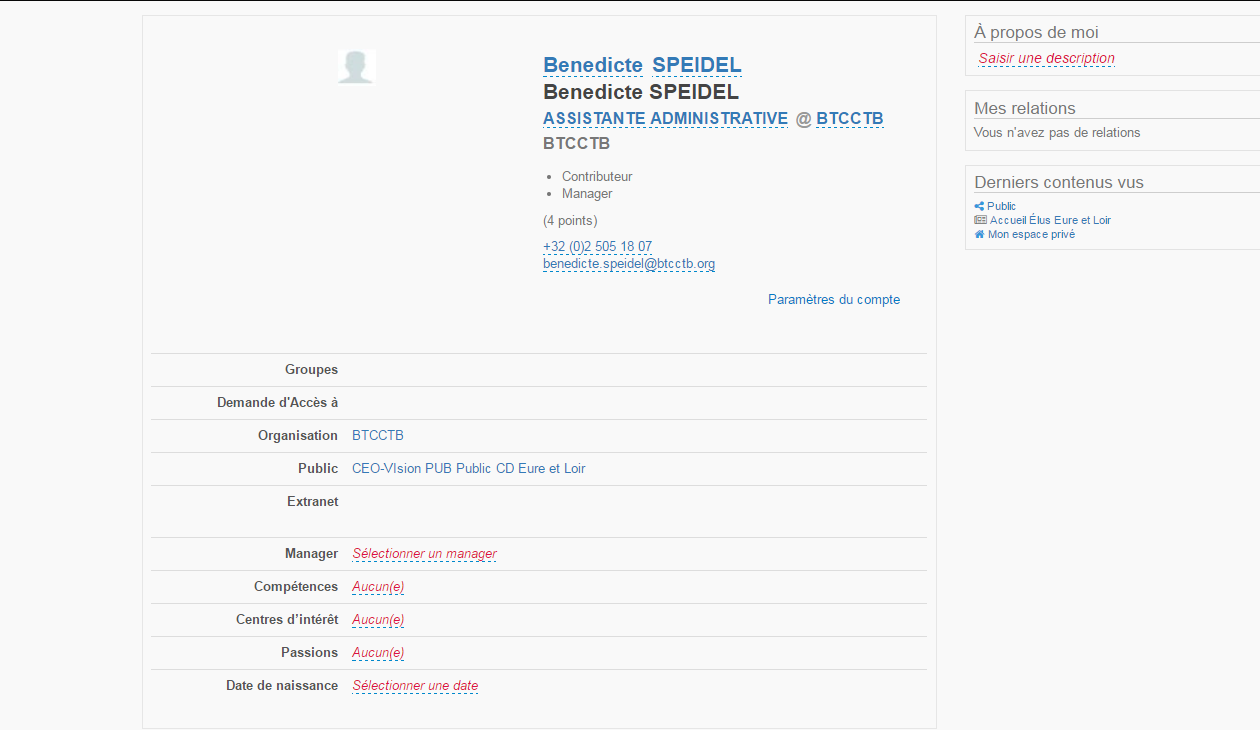 Benedicte SPEIDEL
Benedicte SPEIDEL
ASSISTANTE ADMINISTRATIVE @ BTCCTB
BTCCTB
• Contributeur
• Manager
(4 points)
+32 (0)2 505 18 07
benedicte.speidel@btcctb.org
Paramètres du compte
Groupes
Demande d'Accès à
Organisation BTCCTB
Public CEO-VIsion PUB Public CD Eure et Loir
Extranet
Manager Sélectionner un manager
Compétences Aucun(e)
Centres d’intérêt Aucun(e)
Passions Aucun(e)
Date de naissance Sélectionner une date
À propos de moi
Saisir une description
Mes relations
Vous n'avez pas de relations
Derniers contenus vus
Public
Accueil Élus Eure et Loir
Mon espace privé